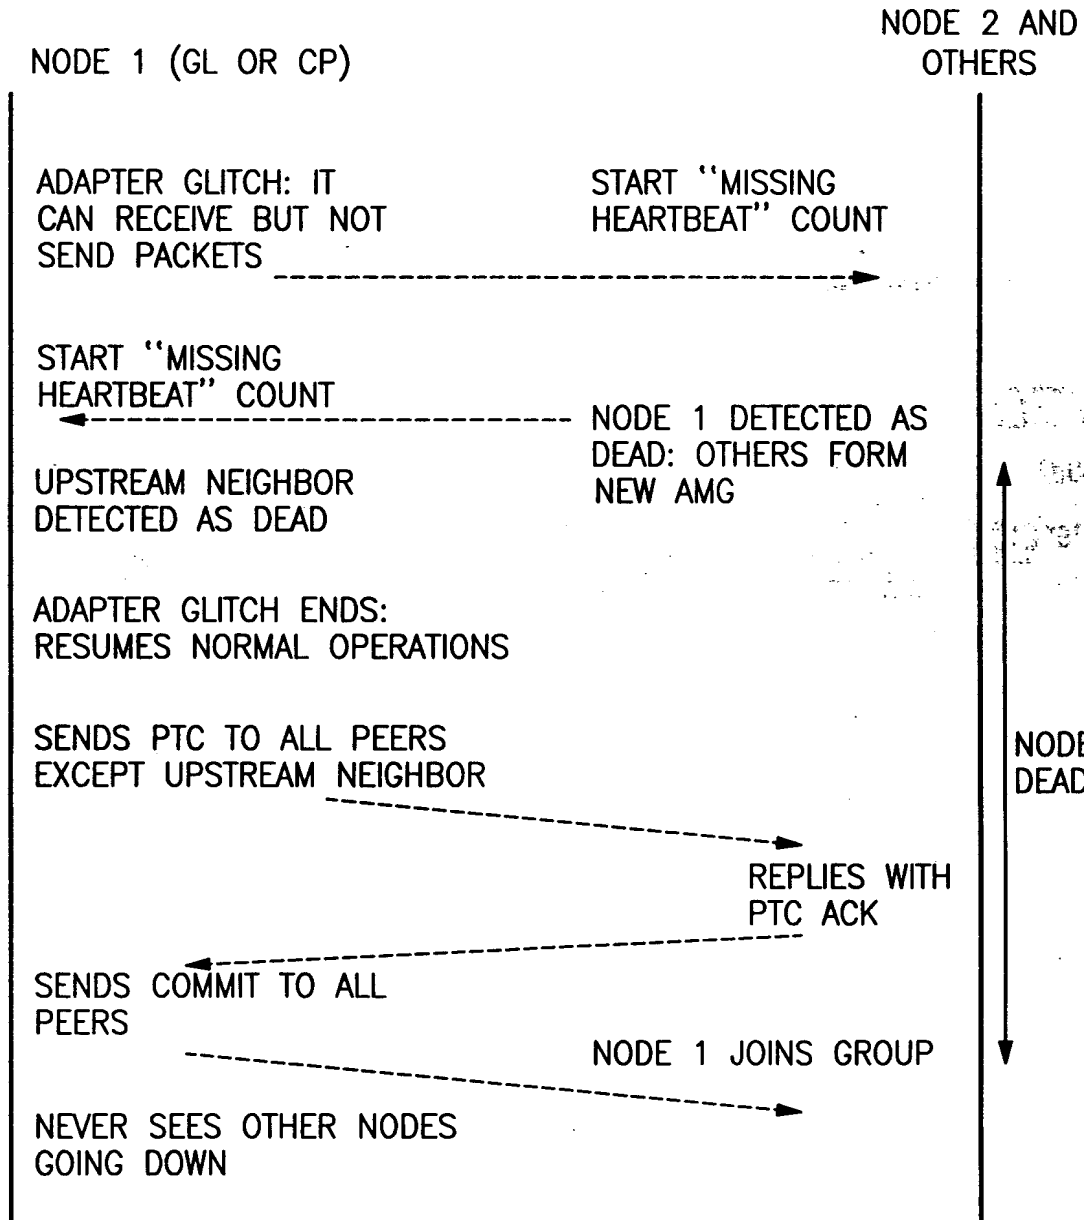 NODE 1 (GL OR CP)
NODE 2 AND
OTHERS
ADAPTER GLITCH: IT
CAN RECEIVE BUT NOT
SEND PACKETS
START "MISSING
HEARTBEAT" COUNT
START "MISSING
HEARTBEAT" COUNT
NODE 1 DETECTED AS
DEAD: OTHERS FORM
NEW AMG
UPSTREAM NEIGHBOR
DETECTED AS DEAD
ADAPTER GLITCH ENDS:
RESUMES NORMAL OPERATIONS
SENDS PTC TO ALL PEERS
EXCEPT UPSTREAM NEIGHBOR
NODE
DEAD
REPLIES WITH
PTC ACK
SENDS COMMIT TO ALL
PEERS
NODE 1 JOINS GROUP
NEVER SEES OTHER NODES
GOING DOWN